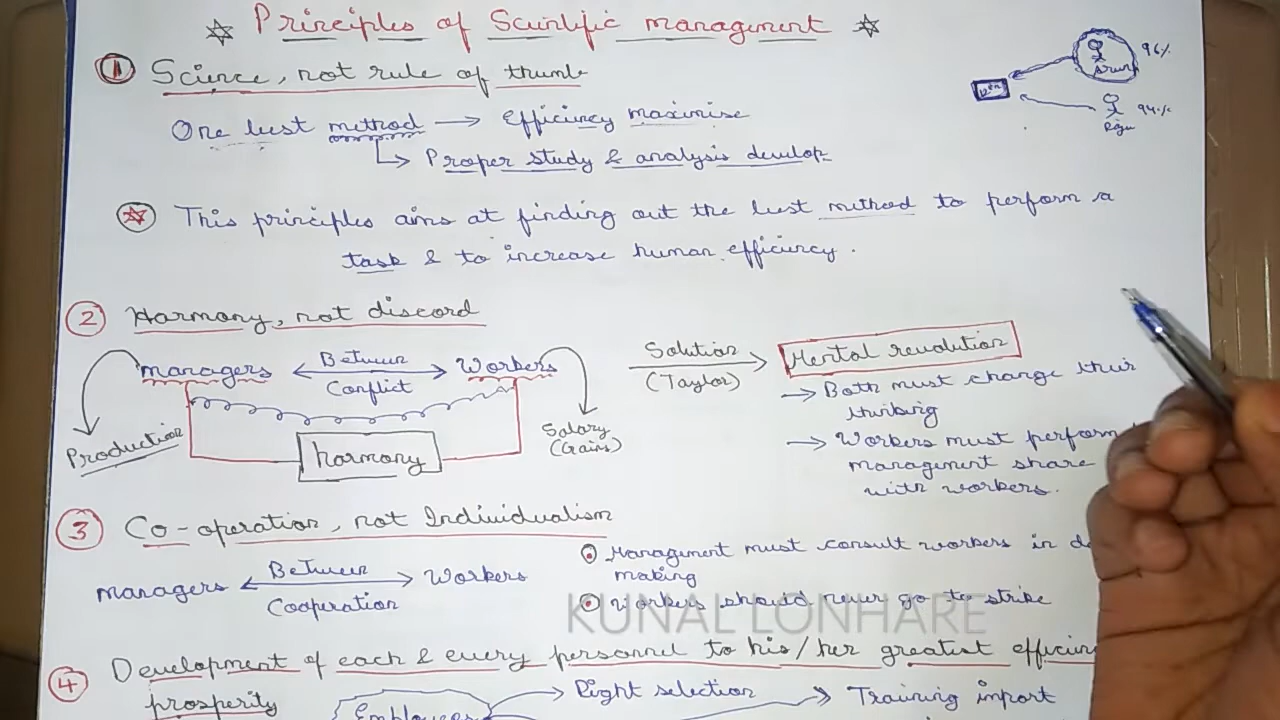 ☆ Principles of Scientific management ☆
① Science, not rule of thumb
One best method → Efficiency maximise
↳ Proper study & analysis develop
96%
Arun
94%
☆ This principles aims at finding out the best method to perform a
task & to increase human efficiency.
② Harmony, not discord
managers ↔ Workers
Between
Conflict
Production
harmony
Salary
(Gains)
Solution
(Taylor)
Mental revolution
→ Both must change their
thinking
→ Workers must perform
management share
with workers.
③ Co-operation, not Individualism
managers ↔ Workers
Between
Cooperation
Management must consult workers in
making
Workers should never go to strike
KUNAL LONHARE
④ Development of each & every personnel to his/her greatest
prosperity
Employees
→ Right selection
→ Training import